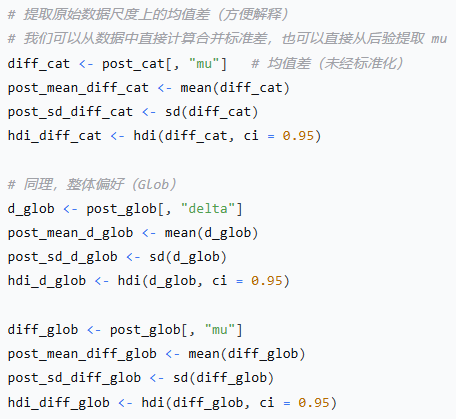 # 提取原始数据尺度上的均值差（方便解释）
# 我们可以从数据中直接计算合并标准差，也可以直接从后验提取 mu
diff_cat <- post_cat[, "mu"]   # 均值差（未经标准化）
post_mean_diff_cat <- mean(diff_cat)
post_sd_diff_cat <- sd(diff_cat)
hdi_diff_cat <- hdi(diff_cat, ci = 0.95)

# 同理，整体偏好（Glob）
d_glob <- post_glob[, "delta"]
post_mean_d_glob <- mean(d_glob)
post_sd_d_glob <- sd(d_glob)
hdi_d_glob <- hdi(d_glob, ci = 0.95)

diff_glob <- post_glob[, "mu"]
post_mean_diff_glob <- mean(diff_glob)
post_sd_diff_glob <- sd(diff_glob)
hdi_diff_glob <- hdi(diff_glob, ci = 0.95)